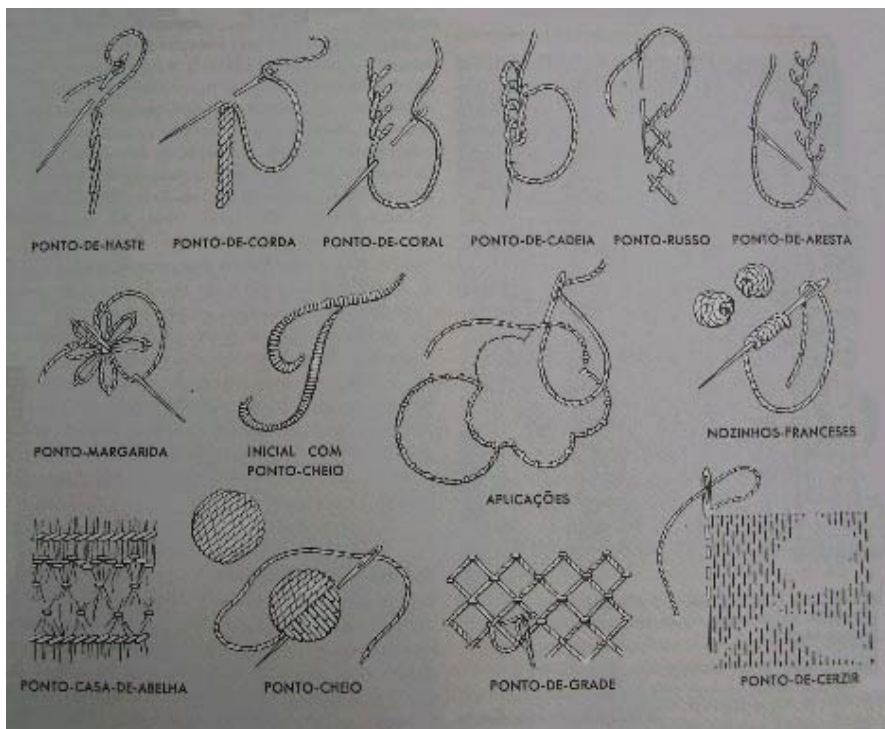 PONTO-DE-HASTE
PONTO-DE-CORDA
PONTO-DE-CORAL
PONTO-DE-CADEIA
PONTO-RUSSO
PONTO-DE-ARESTA
PONTO-MARGARIDA
INICIAL COM
PONTO-CHEIO
APLICAÇÕES
NOZINHOS-FRANCESES
PONTO-CASA-DE-ABELHA
PONTO-CHEIO
PONTO-DE-GRADE
PONTO-DE-CERZIR